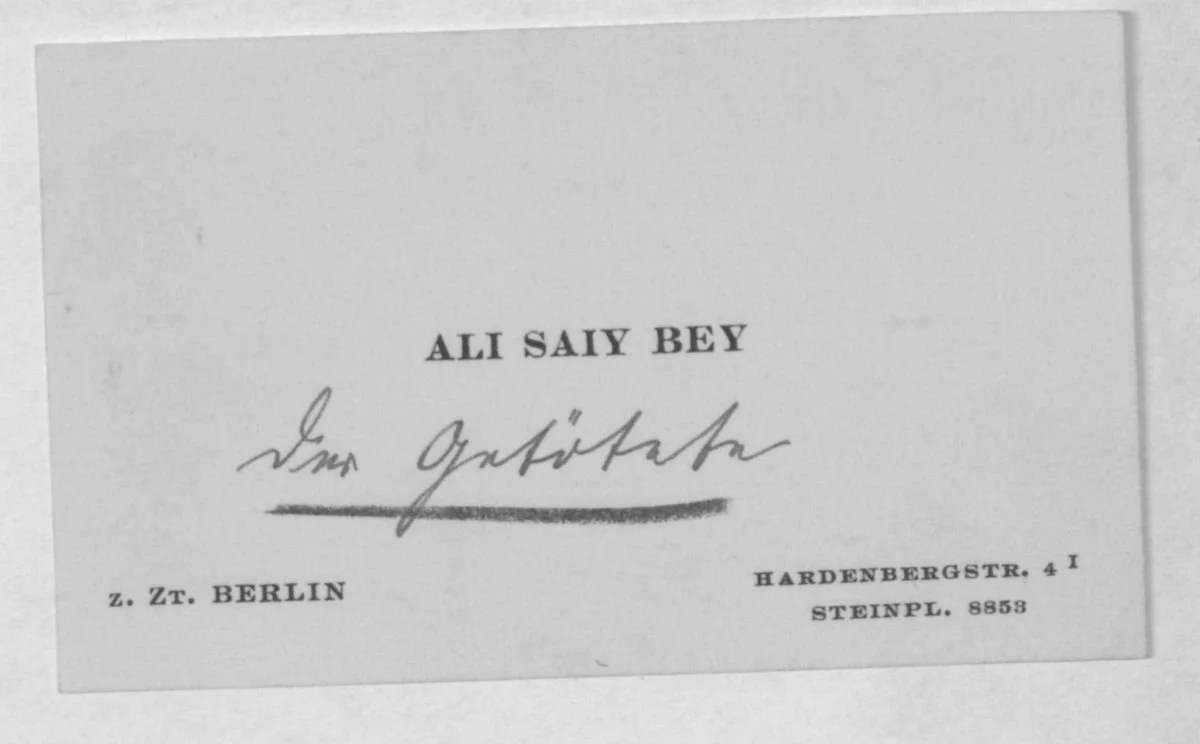 ALI SAIY BEY
Der Getötete
Z. ZT. BERLIN
HARDENBERGSTR. 4 I
STEINPL. 8853